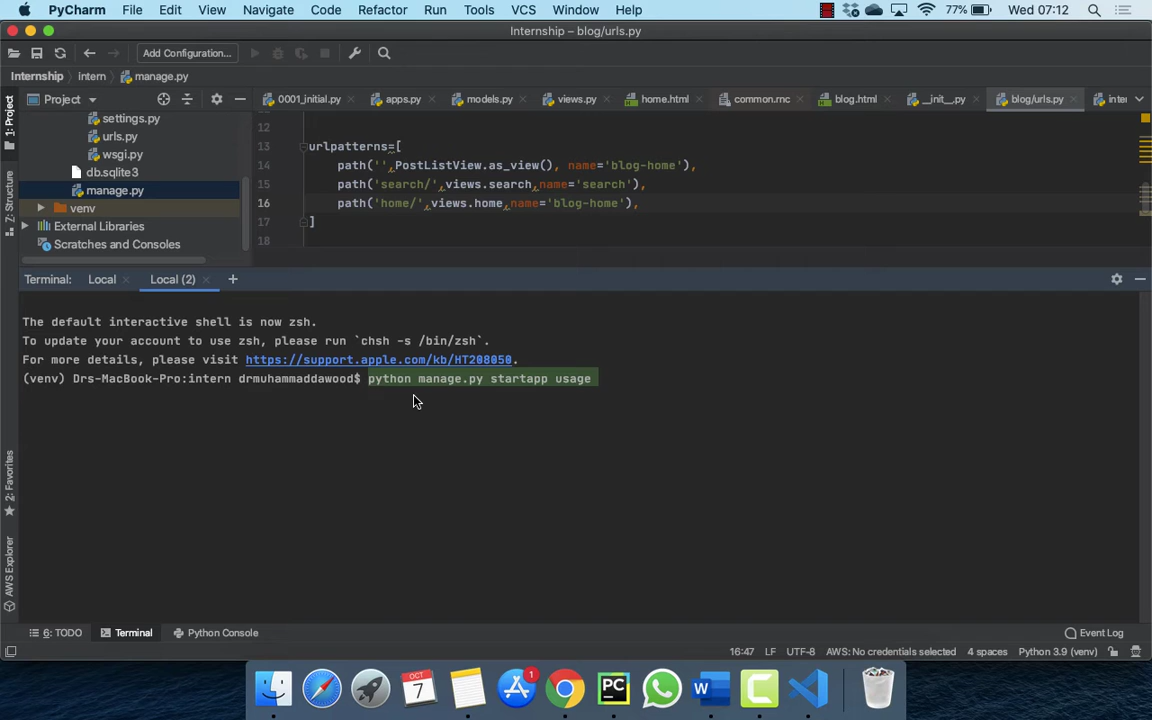 PyCharm File Edit View Navigate Code Refactor Run Tools VCS Window Help 77% Wed 07:12
Internship – blog/urls.py
Add Configuration...
Internship intern manage.py
Project 0001_initial.py apps.py models.py views.py home.html common.rnc blog.html __init__.py blog/urls.py inte
1: Project
Z: Structure
2: Favorites
AWS Explorer
settings.py
urls.py
wsgi.py
db.sqlite3
manage.py
venv
External Libraries
Scratches and Consoles
12
13 urlpatterns=[
14 path('',PostListView.as_view(), name='blog-home'),
15 path('search/',views.search,name='search'),
16 path('home/',views.home,name='blog-home'),
17 ]
18
Terminal: Local Local (2) +
The default interactive shell is now zsh.
To update your account to use zsh, please run `chsh -s /bin/zsh`.
For more details, please visit https://support.apple.com/kb/HT208050.
(venv) Drs-MacBook-Pro:intern drmuhammaddawood$ python manage.py startapp usage
6: TODO Terminal Python Console Event Log
16:47 LF UTF-8 AWS: No credentials selected 4 spaces Python 3.9 (venv)
OCT
7
1
PC
W
C